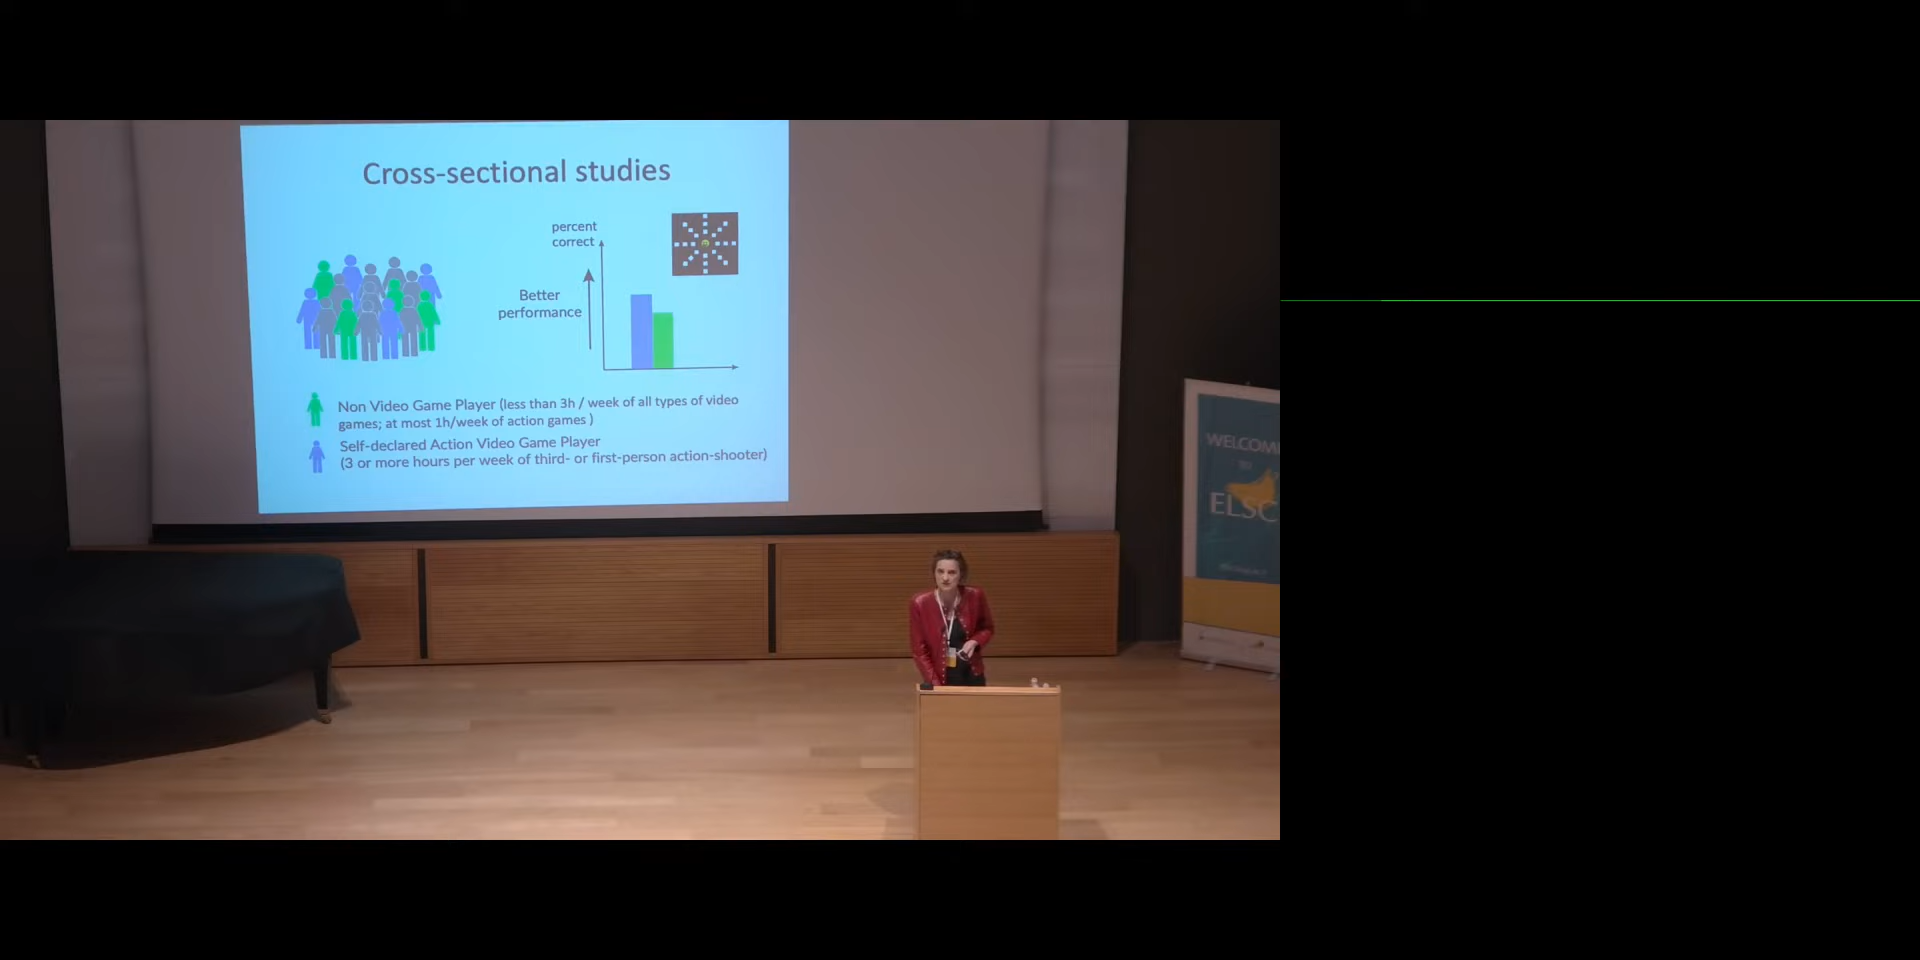 Cross-sectional studies
percent
correct
Better
performance
Non Video Game Player (less than 3h / week of all types of video
games; at most 1h/week of action games )
Self-declared Action Video Game Player
(3 or more hours per week of third- or first-person action-shooter)
WELCOM
TO
ELSC